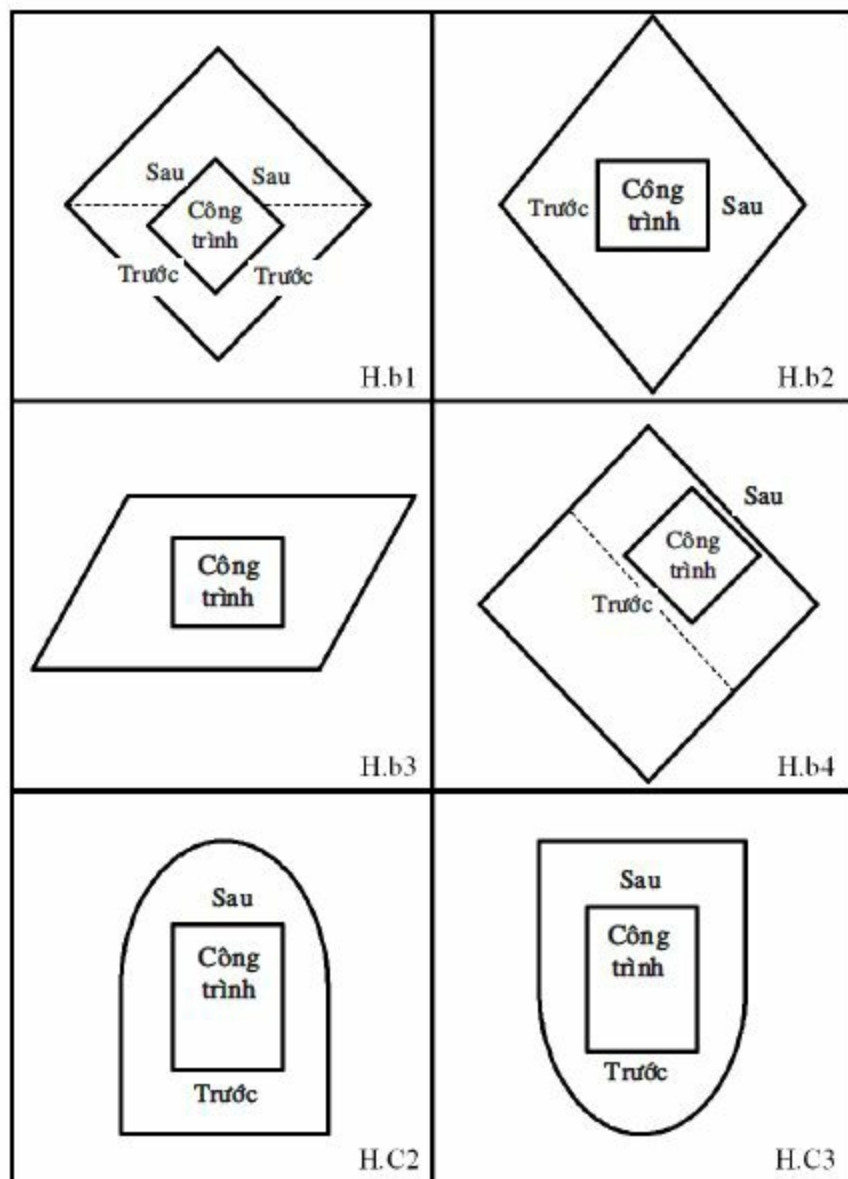 Sau Sau
Công
trình
Trước Trước
H.b1
Trước
Công
trình
Sau
H.b2
Công
trình
H.b3
Sau
Công
trình
Trước
H.b4
Sau
Công
trình
Trước
H.C2
Sau
Công
trình
Trước
H.C3